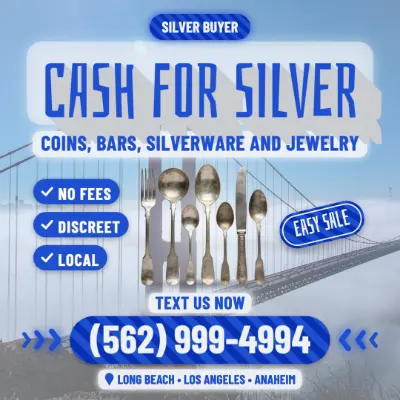 SILVER BUYER
CASH FOR SILVER
COINS, BARS, SILVERWARE AND JEWELRY
NO FEES
DISCREET
LOCAL
EASY SALE
TEXT US NOW
(562) 999-4994
LONG BEACH • LOS ANGELES • ANAHEIM